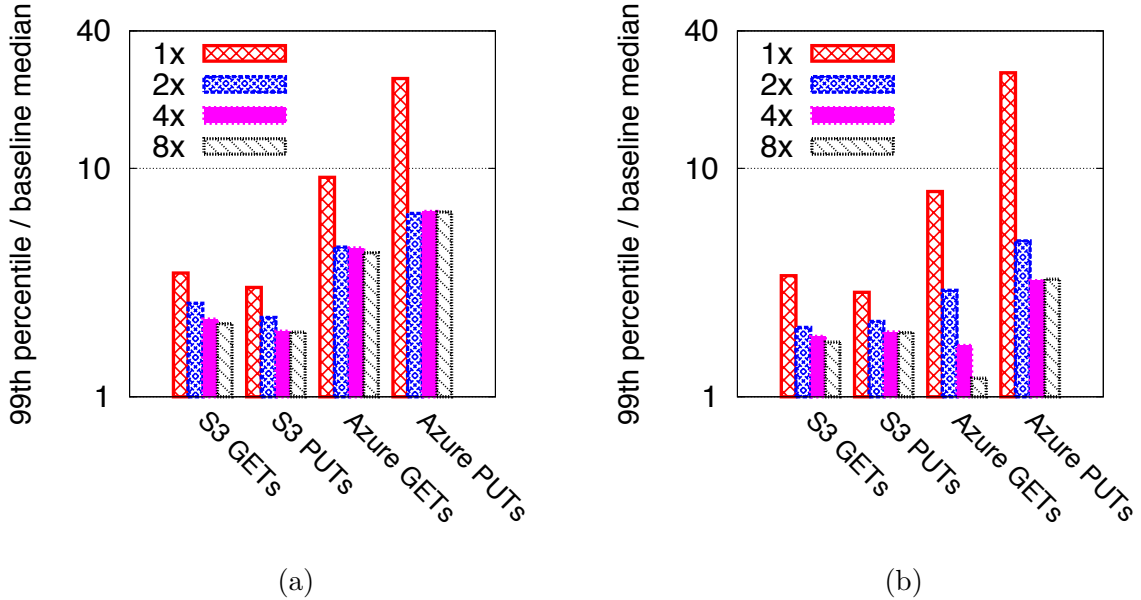 99th percentile / baseline median
40
10
1
1x
2x
4x
8x
S3 GETs
S3 PUTs
Azure GETs
Azure PUTs
(a)
99th percentile / baseline median
40
10
1
1x
2x
4x
8x
S3 GETs
S3 PUTs
Azure GETs
Azure PUTs
(b)